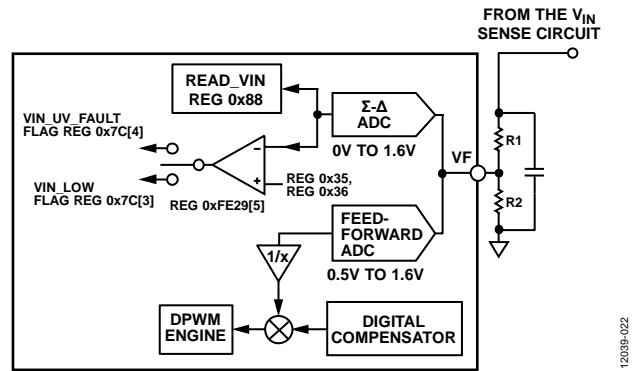 FROM THE VIN
SENSE CIRCUIT
READ_VIN
REG 0x88
Σ-Δ
ADC
0V TO 1.6V
VIN_UV_FAULT
FLAG REG 0x7C[4]
VIN_LOW
FLAG REG 0x7C[3]
–
+
REG 0x35,
REG 0x36
REG 0xFE29[5]
VF
R1
R2
FEED-
FORWARD
ADC
0.5V TO 1.6V
1/x
DPWM
ENGINE
DIGITAL
COMPENSATOR
12039-022